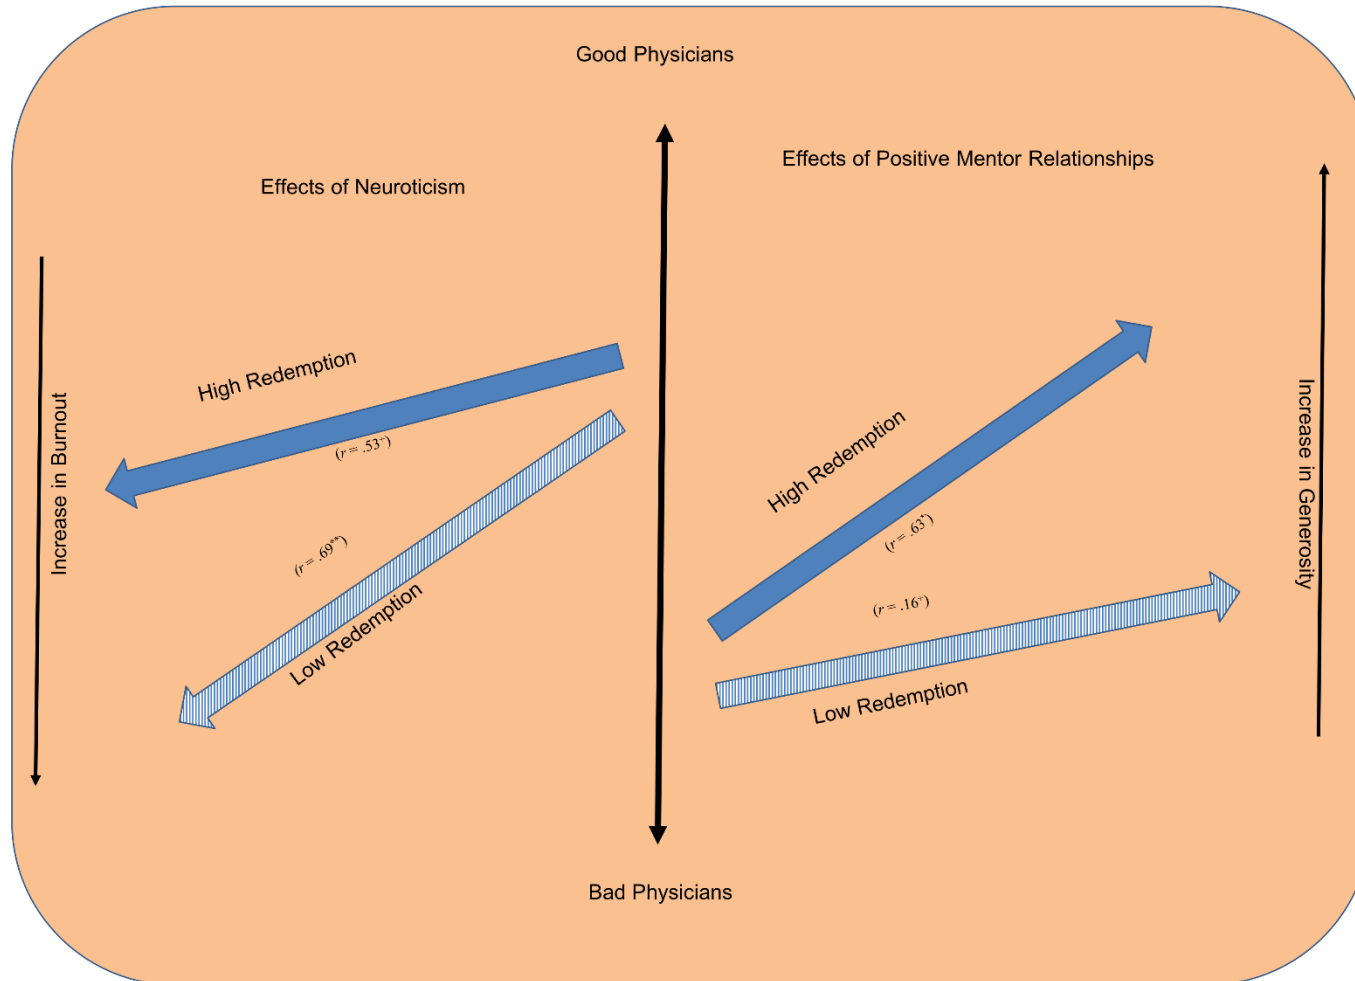 Good Physicians
Effects of Positive Mentor Relationships
Effects of Neuroticism
Increase in Burnout
High Redemption
(r = .53⁺)
(r = .69**)
Low Redemption
High Redemption
(r = .63*)
(r = .16⁺)
Low Redemption
Increase in Generosity
Bad Physicians